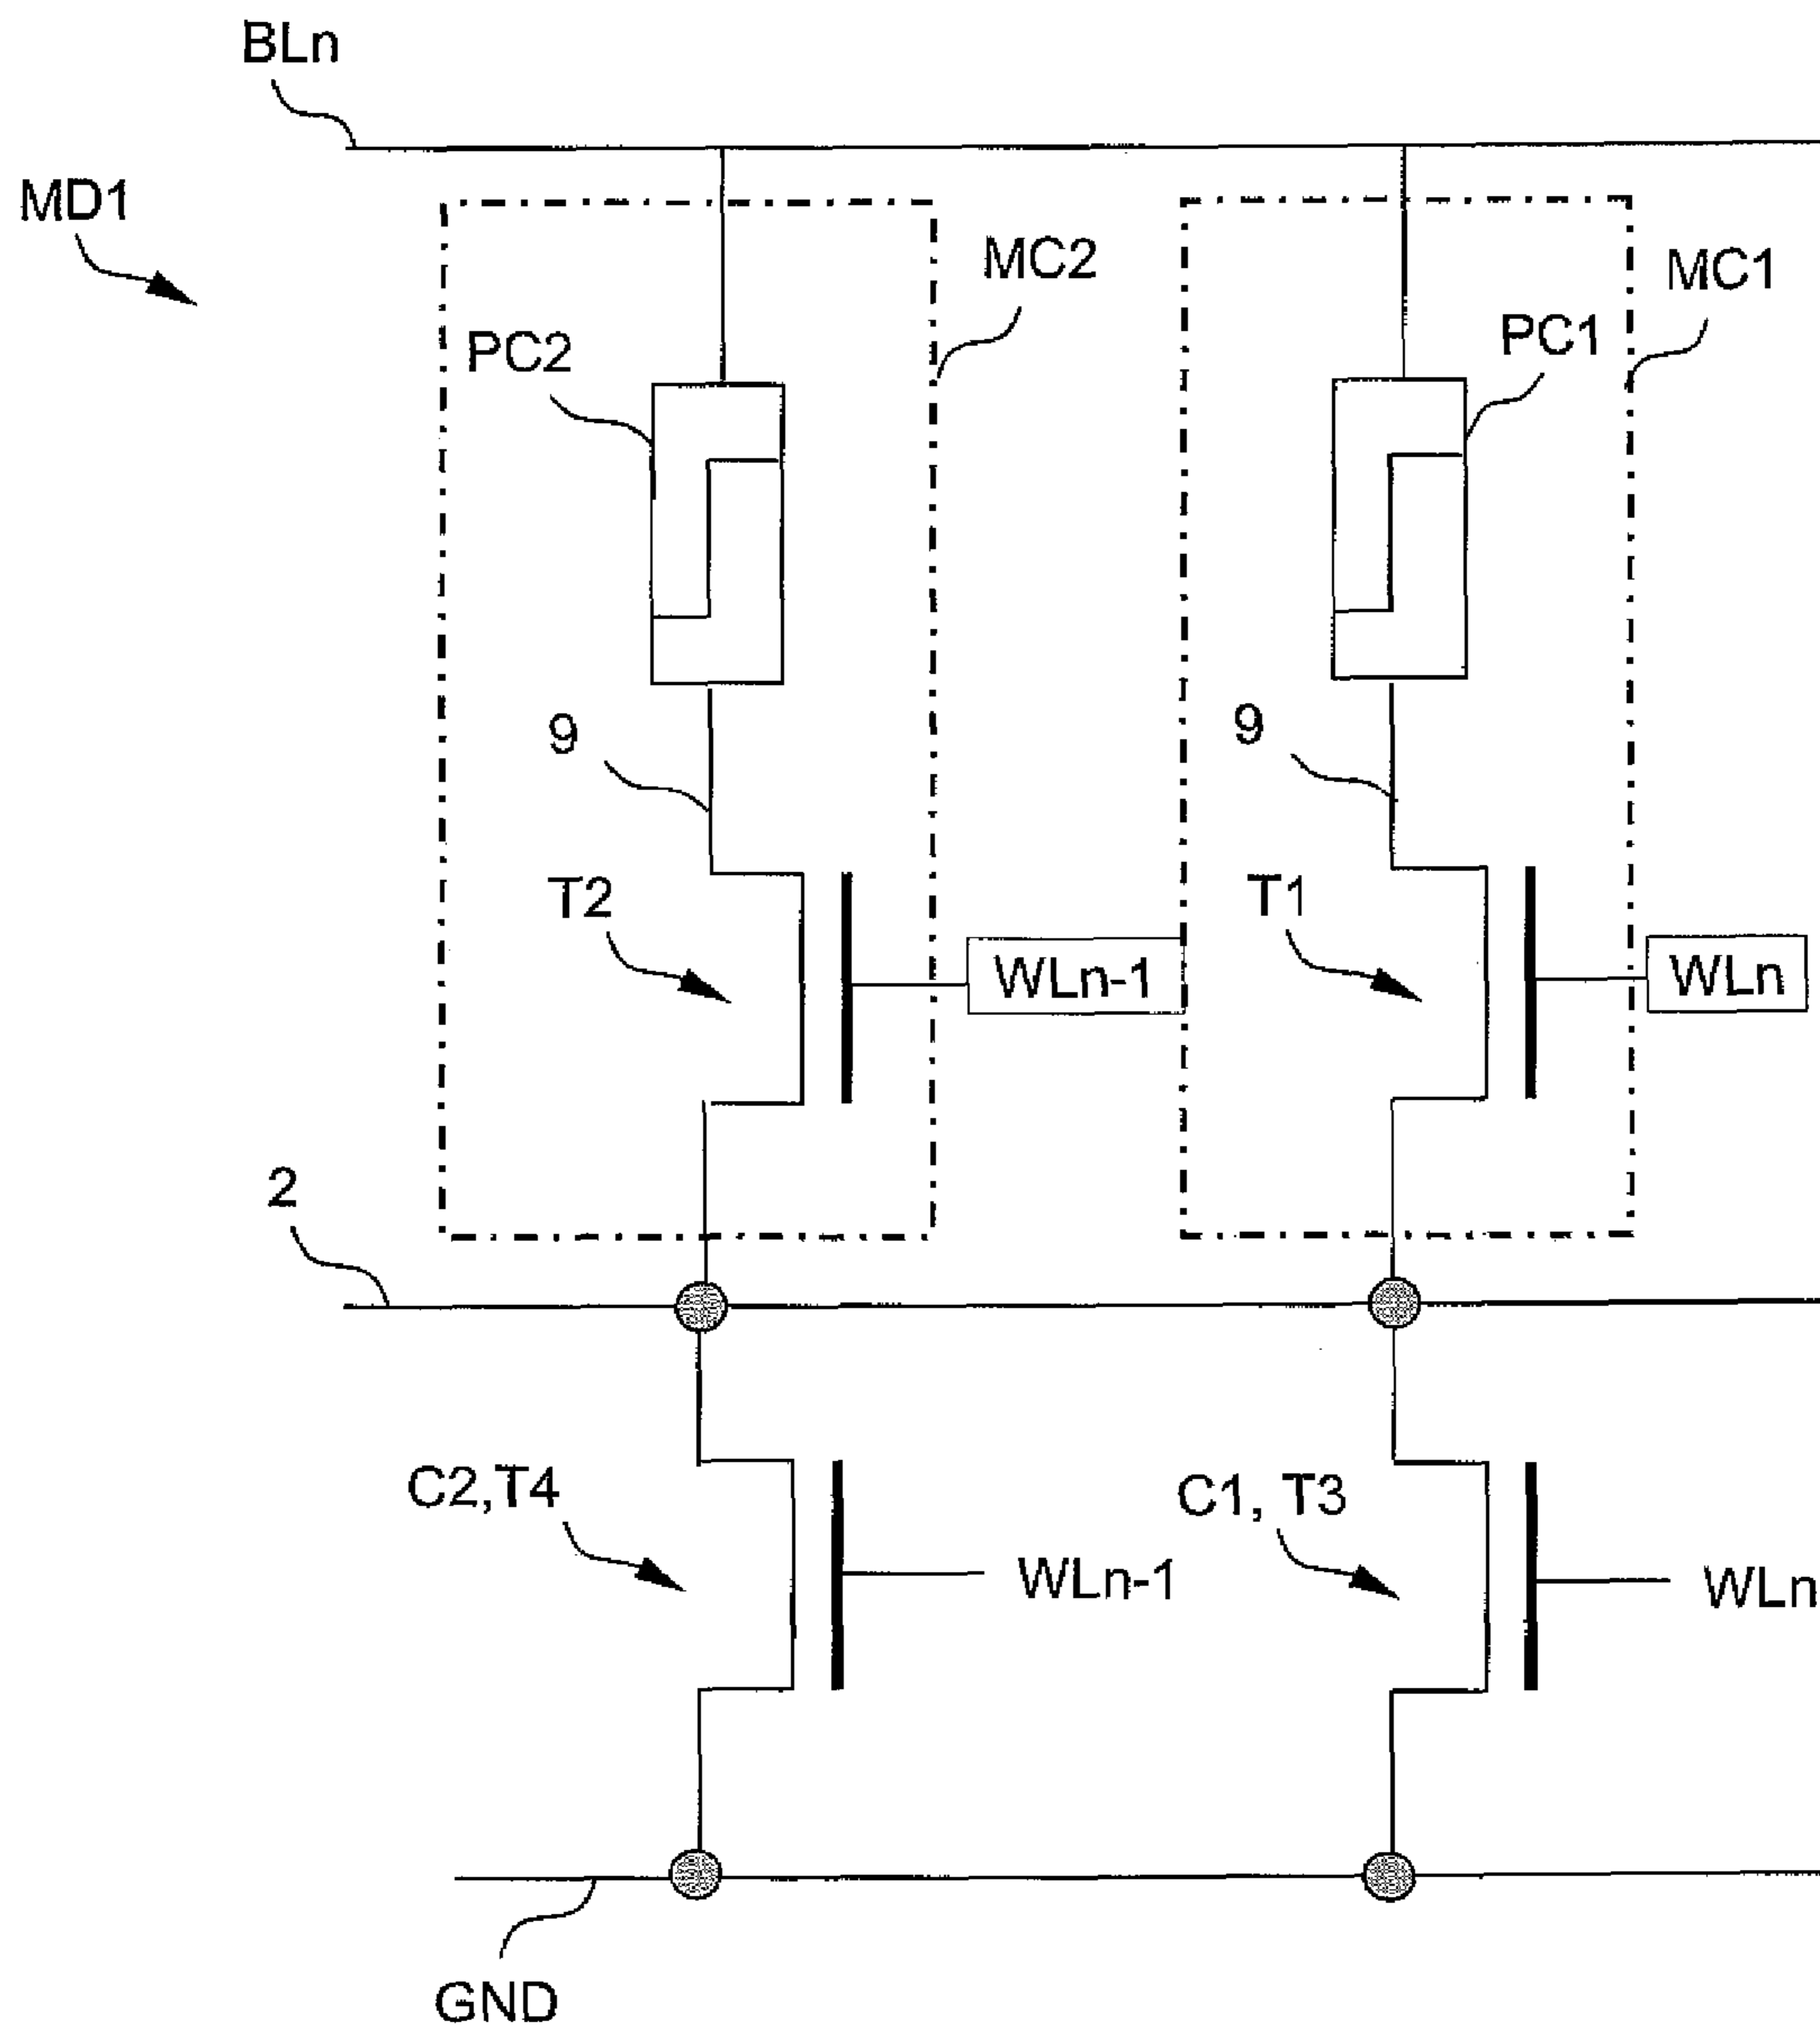 BLn
MD1
MC2
MC1
PC2
PC1
9
9
T2
T1
WLn-1
WLn
2
C2,T4
C1, T3
WLn-1
WLn
GND